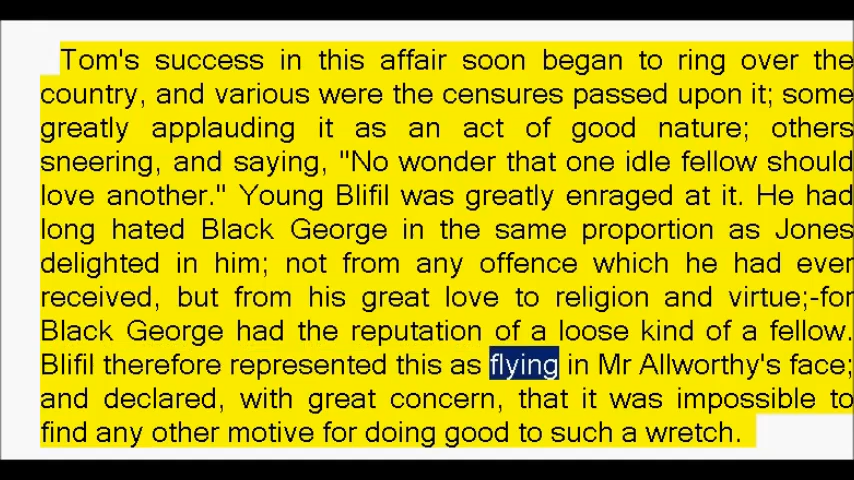 Tom's success in this affair soon began to ring over the
country, and various were the censures passed upon it; some
greatly applauding it as an act of good nature; others
sneering, and saying, "No wonder that one idle fellow should
love another." Young Blifil was greatly enraged at it. He had
long hated Black George in the same proportion as Jones
delighted in him; not from any offence which he had ever
received, but from his great love to religion and virtue;-for
Black George had the reputation of a loose kind of a fellow.
Blifil therefore represented this as flying in Mr Allworthy's face;
and declared, with great concern, that it was impossible to
find any other motive for doing good to such a wretch.